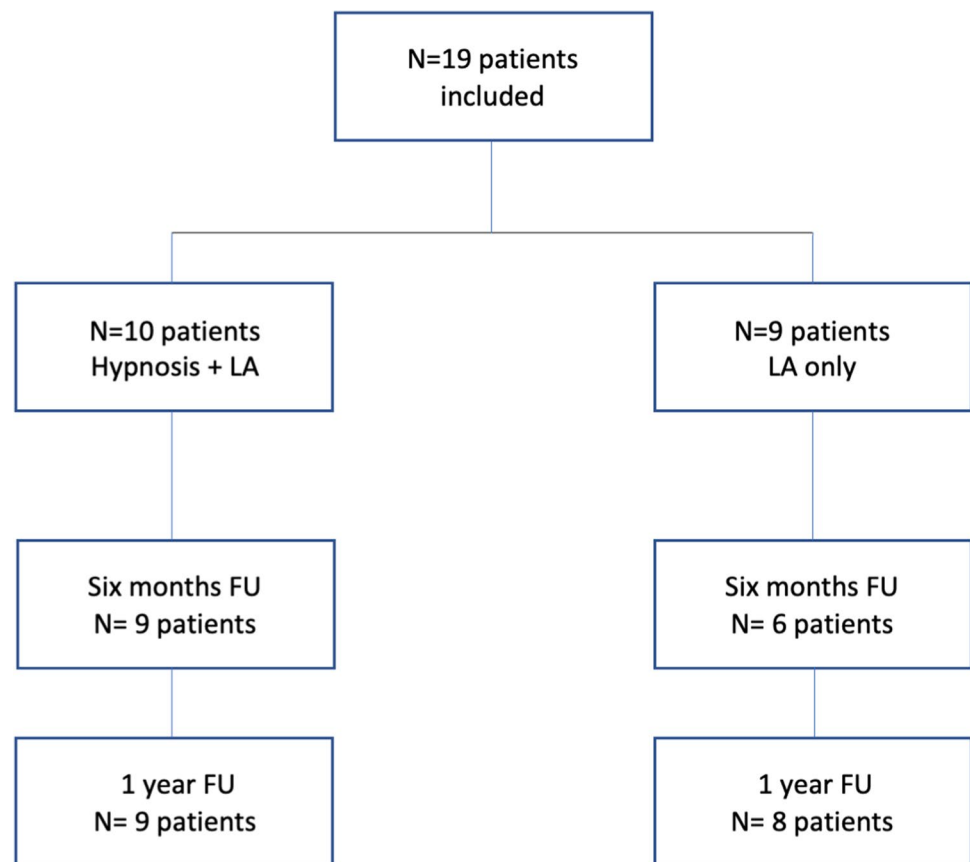 N=19 patients
included
N=10 patients
Hypnosis + LA
N=9 patients
LA only
Six months FU
N= 9 patients
Six months FU
N= 6 patients
1 year FU
N= 9 patients
1 year FU
N= 8 patients